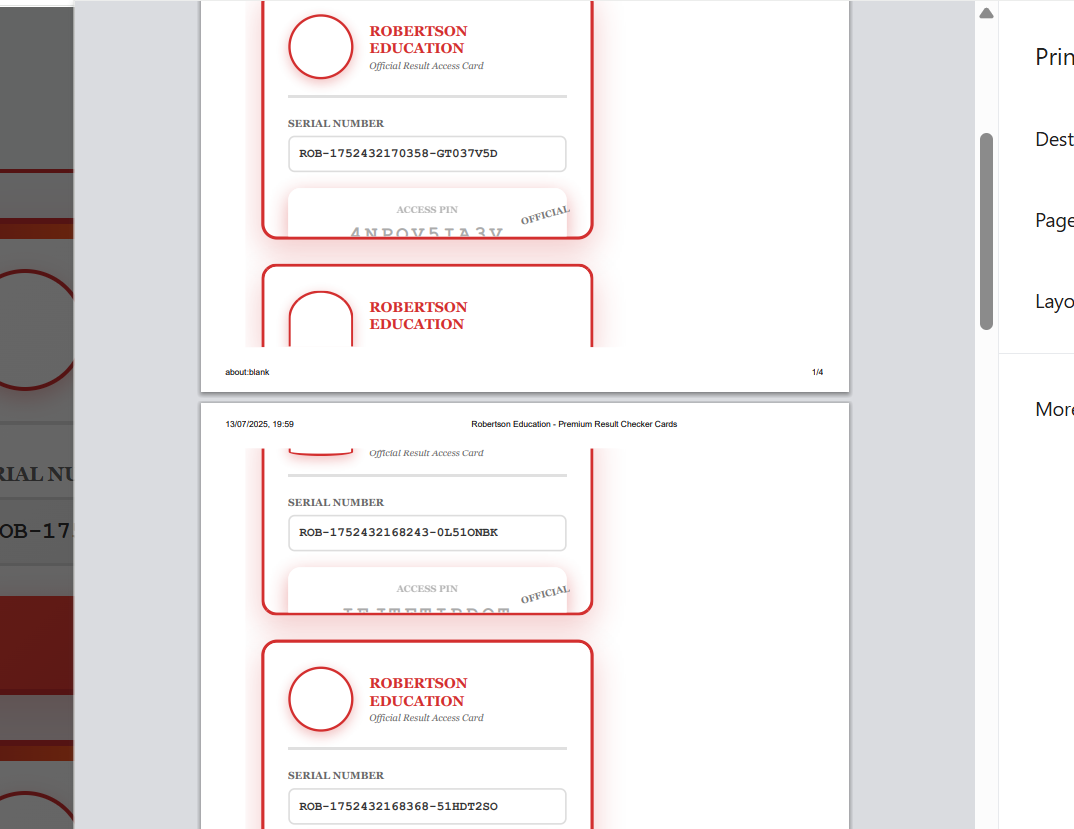 ROBERTSON
EDUCATION
Official Result Access Card
SERIAL NUMBER
ROB-1752432170358-GT037V5D
ACCESS PIN
OFFICIAL
ROBERTSON
EDUCATION
about:blank
1/4
13/07/2025, 19:59
Robertson Education - Premium Result Checker Cards
Official Result Access Card
SERIAL NUMBER
ROB-1752432168243-0L51ONBK
ACCESS PIN
OFFICIAL
ROBERTSON
EDUCATION
Official Result Access Card
SERIAL NUMBER
ROB-1752432168368-51HDT2SO
RIAL NU
OB-17
Prin
Dest
Page
Layo
More